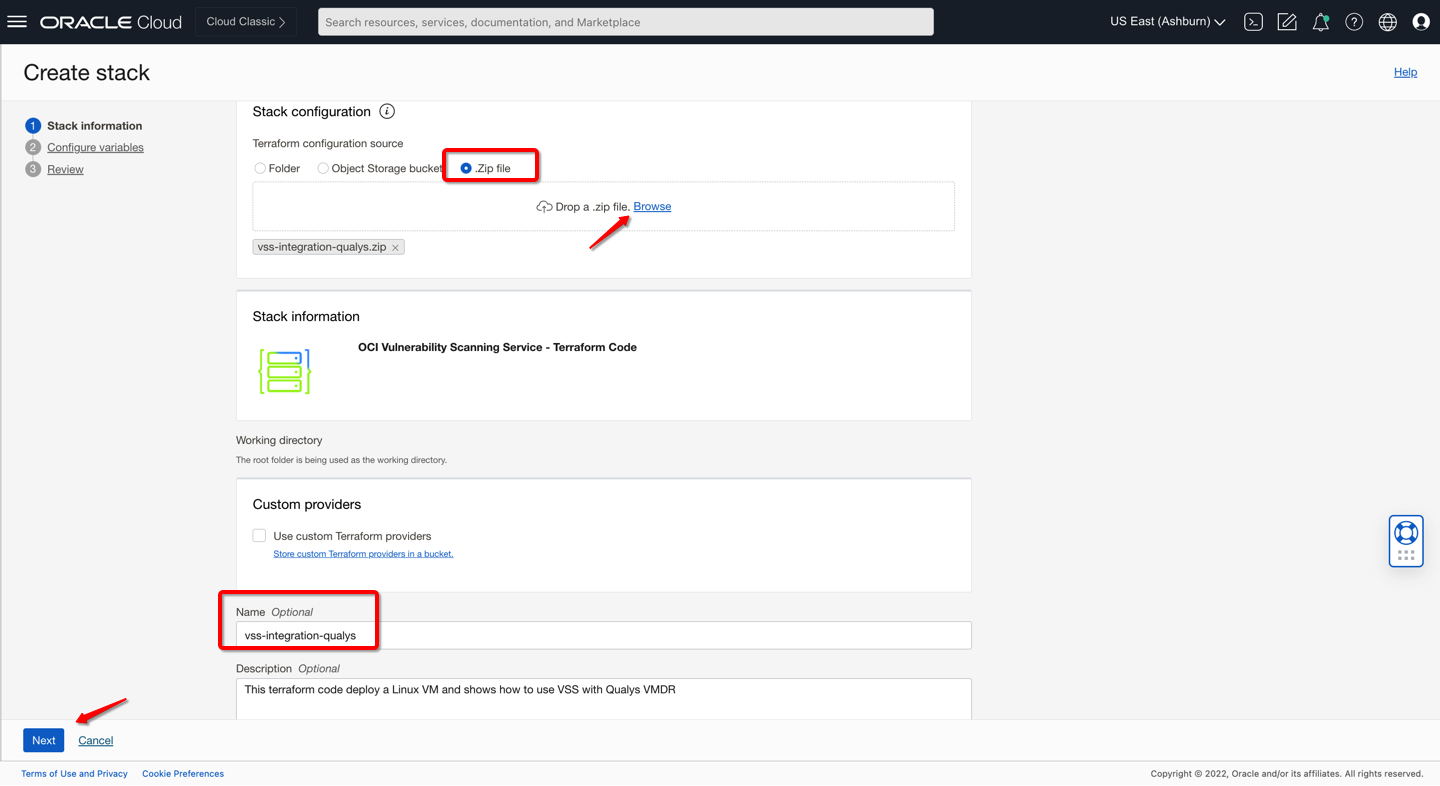 ORACLE Cloud
Cloud Classic
Search resources, services, documentation, and Marketplace
US East (Ashburn)
Create stack
Help
1 Stack information
2 Configure variables
3 Review
Stack configuration i
Terraform configuration source
Folder Object Storage bucket .Zip file
Drop a .zip file. Browse
vss-integration-qualys.zip ×
Stack information
OCI Vulnerability Scanning Service - Terraform Code
Working directory
The root folder is being used as the working directory.
Custom providers
Use custom Terraform providers
Store custom Terraform providers in a bucket.
Name Optional
vss-integration-qualys
Description Optional
This terraform code deploy a Linux VM and shows how to use VSS with Qualys VMDR
Next Cancel
Terms of Use and Privacy Cookie Preferences
Copyright © 2022, Oracle and/or its affiliates. All rights reserved.